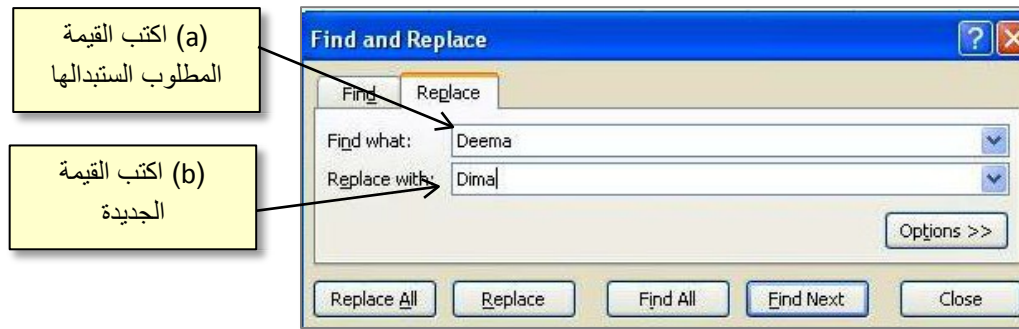 (a) اكتب القيمة
المطلوب الستبدالها
(b) اكتب القيمة
الجديدة
Find and Replace
Find Replace
Find what: Deema
Replace with: Dima
Options >>
Replace All Replace Find All Find Next Close